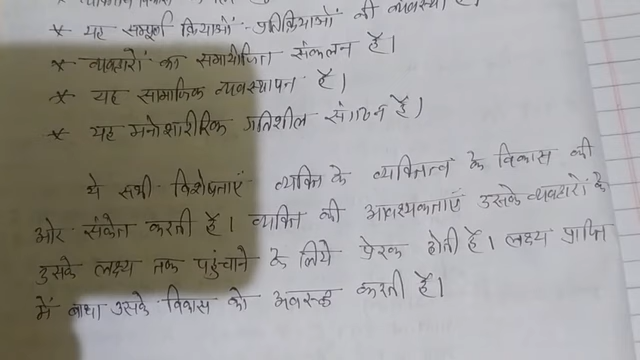 * यह सम्पूर्ण क्रियाओं-प्रतिक्रियाओं की व्यवस्था है।
* व्यवहारों का समायोजित संकलन है।
* यह सामाजिक व्यवस्थापन है।
* यह मनोशारीरिक गतिशील संगठन है।
ये सभी विशेषताएं व्यक्ति के व्यक्तित्व के विकास की
ओर संकेत करती हैं। व्यक्ति की आवश्यकताएं उसके व्यवहारों के
उसके लक्ष्य तक पहुंचाने के लिये प्रेरक होती हैं। लक्ष्य प्राप्ति
में बाधा उसके विकास को अवरूद्ध करती हैं।